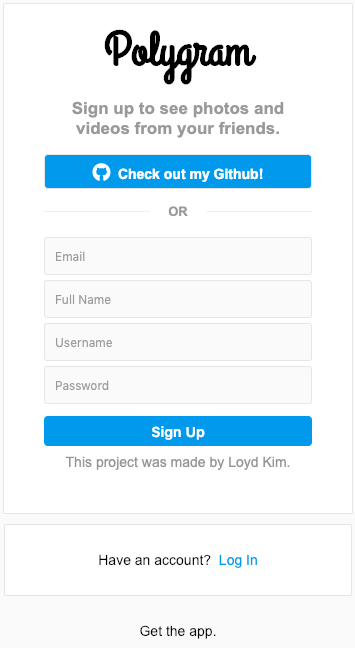 Polygram
Sign up to see photos and
videos from your friends.
Check out my Github!
OR
Email
Full Name
Username
Password
Sign Up
This project was made by Loyd Kim.
Have an account? Log In
Get the app.